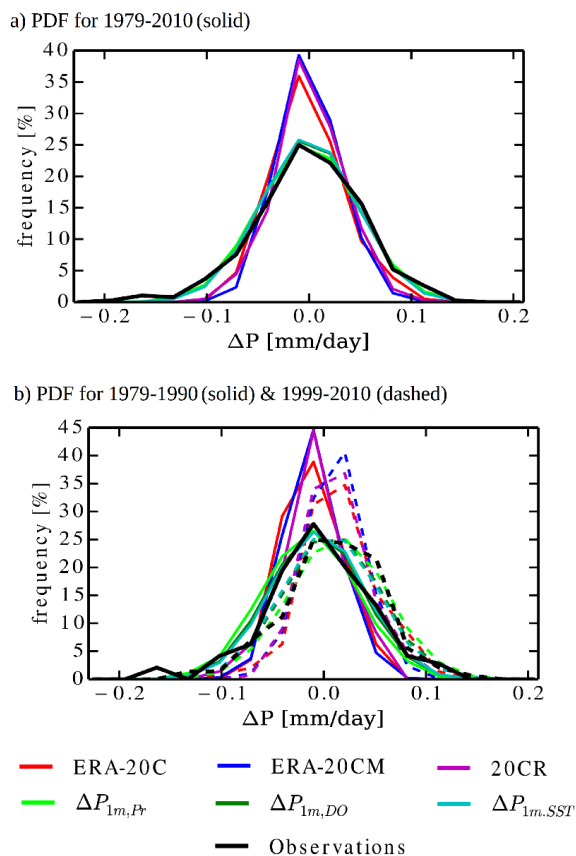 a) PDF for 1979-2010 (solid)
40
35
30
25
20
15
10
5
0
frequency [%]
−0.2 −0.1 0.0 0.1 0.2
ΔP [mm/day]
b) PDF for 1979-1990 (solid) & 1999-2010 (dashed)
45
40
35
30
25
20
15
10
5
0
frequency [%]
−0.2 −0.1 0.0 0.1 0.2
ΔP [mm/day]
ERA-20C ERA-20CM 20CR
ΔP1m,Pr ΔP1m,DO ΔP1m.SST
Observations